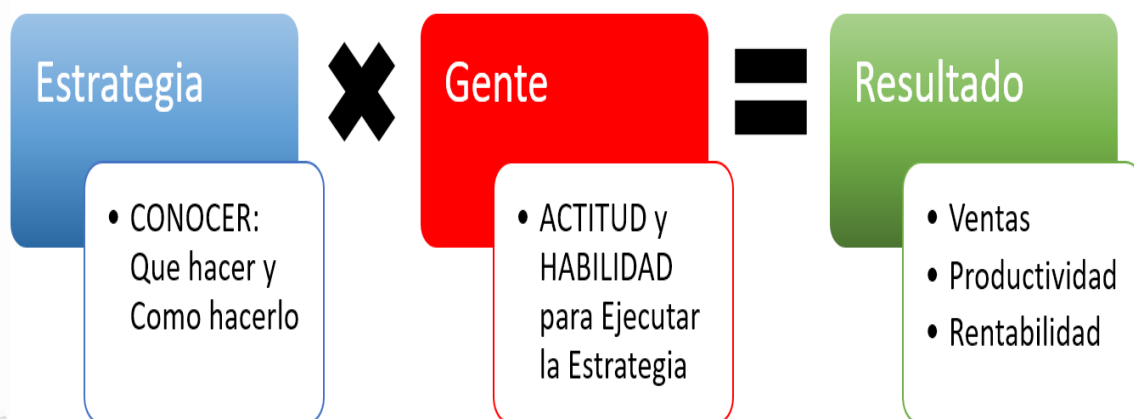 Estrategia
• CONOCER:
Que hacer y
Como hacerlo
Gente
• ACTITUD y
HABILIDAD
para Ejecutar
la Estrategia
Resultado
• Ventas
• Productividad
• Rentabilidad